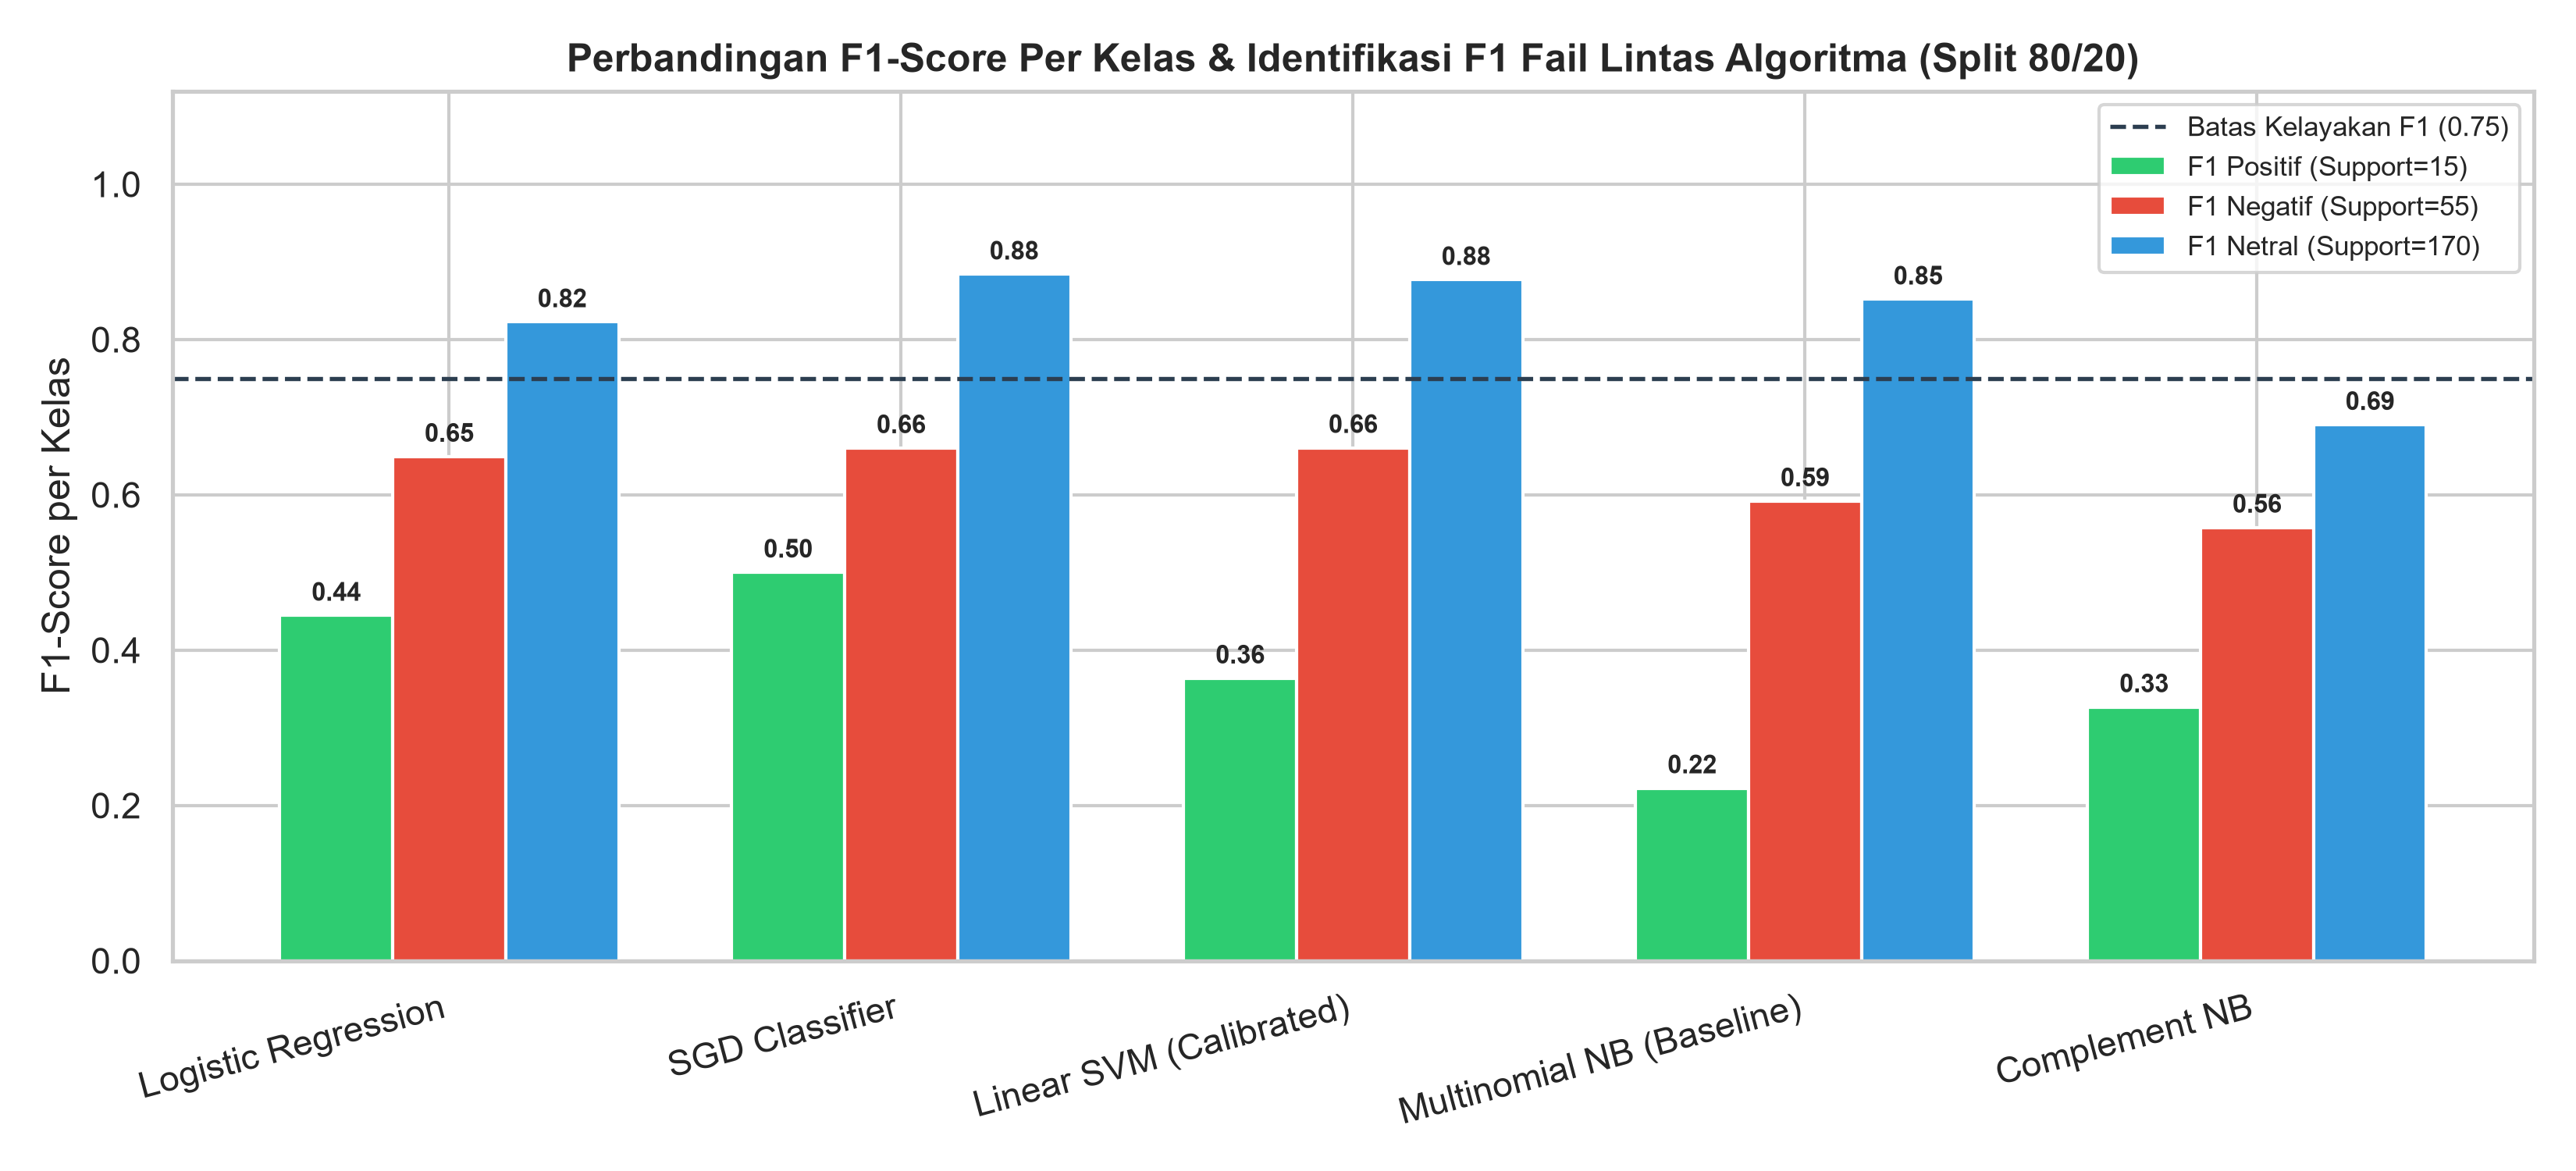 Perbandingan F1-Score Per Kelas & Identifikasi F1 Fail Lintas Algoritma (Split 80/20)
Batas Kelayakan F1 (0.75)
F1 Positif (Support=15)
F1 Negatif (Support=55)
F1 Netral (Support=170)
F1-Score per Kelas
1.0
0.8
0.6
0.4
0.2
0.0
0.44
0.65
0.82
0.50
0.66
0.88
0.36
0.66
0.88
0.22
0.59
0.85
0.33
0.56
0.69
Logistic Regression
SGD Classifier
Linear SVM (Calibrated)
Multinomial NB (Baseline)
Complement NB